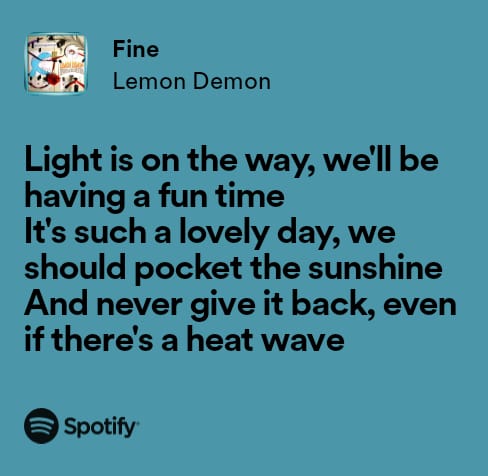 Fine
Lemon Demon
Light is on the way, we'll be
having a fun time
It's such a lovely day, we
should pocket the sunshine
And never give it back, even
if there's a heat wave
Spotify